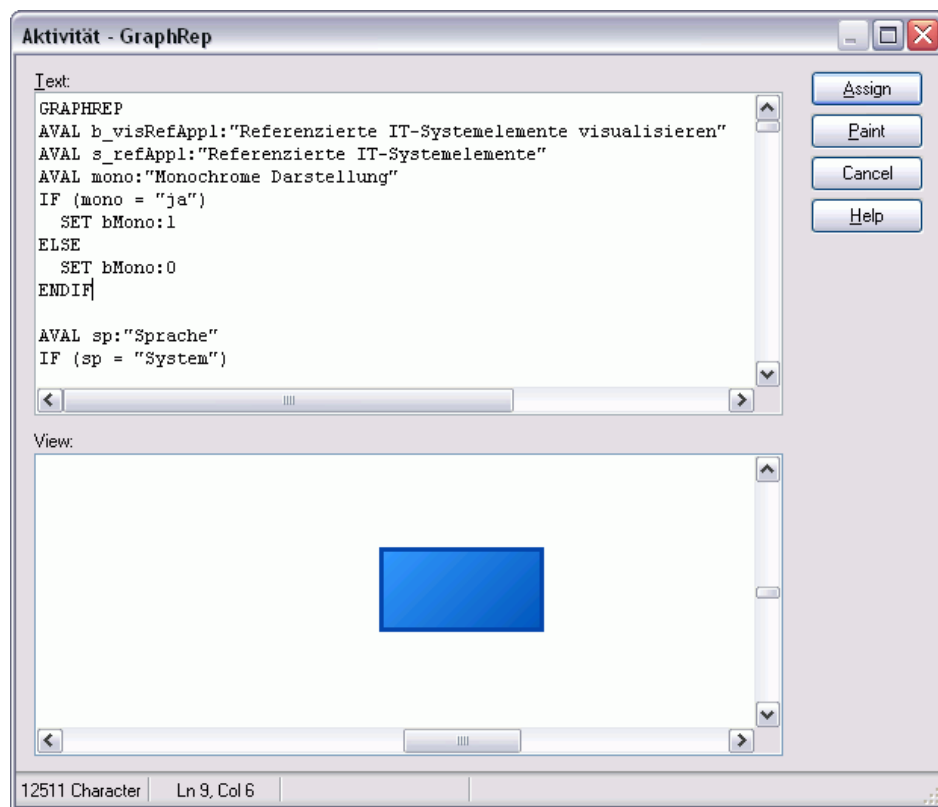 Aktivität - GraphRep
Text:
GRAPHREP
AVAL b_visRefAppl:"Referenzierte IT-Systemelemente visualisieren"
AVAL s_refAppl:"Referenzierte IT-Systemelemente"
AVAL mono:"Monochrome Darstellung"
IF (mono = "ja")
  SET bMono:1
ELSE
  SET bMono:0
ENDIF
AVAL sp:"Sprache"
IF (sp = "System")
Assign
Paint
Cancel
Help
View:
12511 Character
Ln 9, Col 6